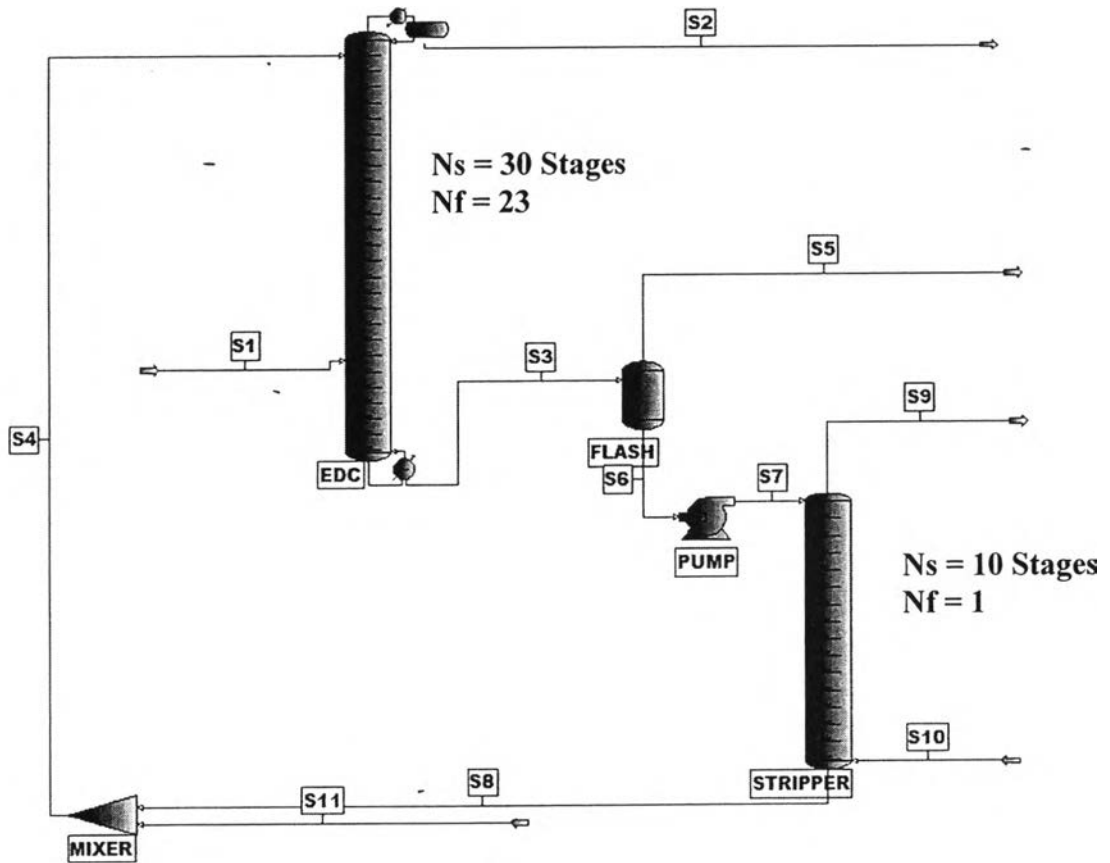 S2
Ns = 30 Stages
Nf = 23
S5
S1
S3
S9
S4
EDC
FLASH
S6
S7
PUMP
Ns = 10 Stages
Nf = 1
S10
S8
STRIPPER
S11
MIXER